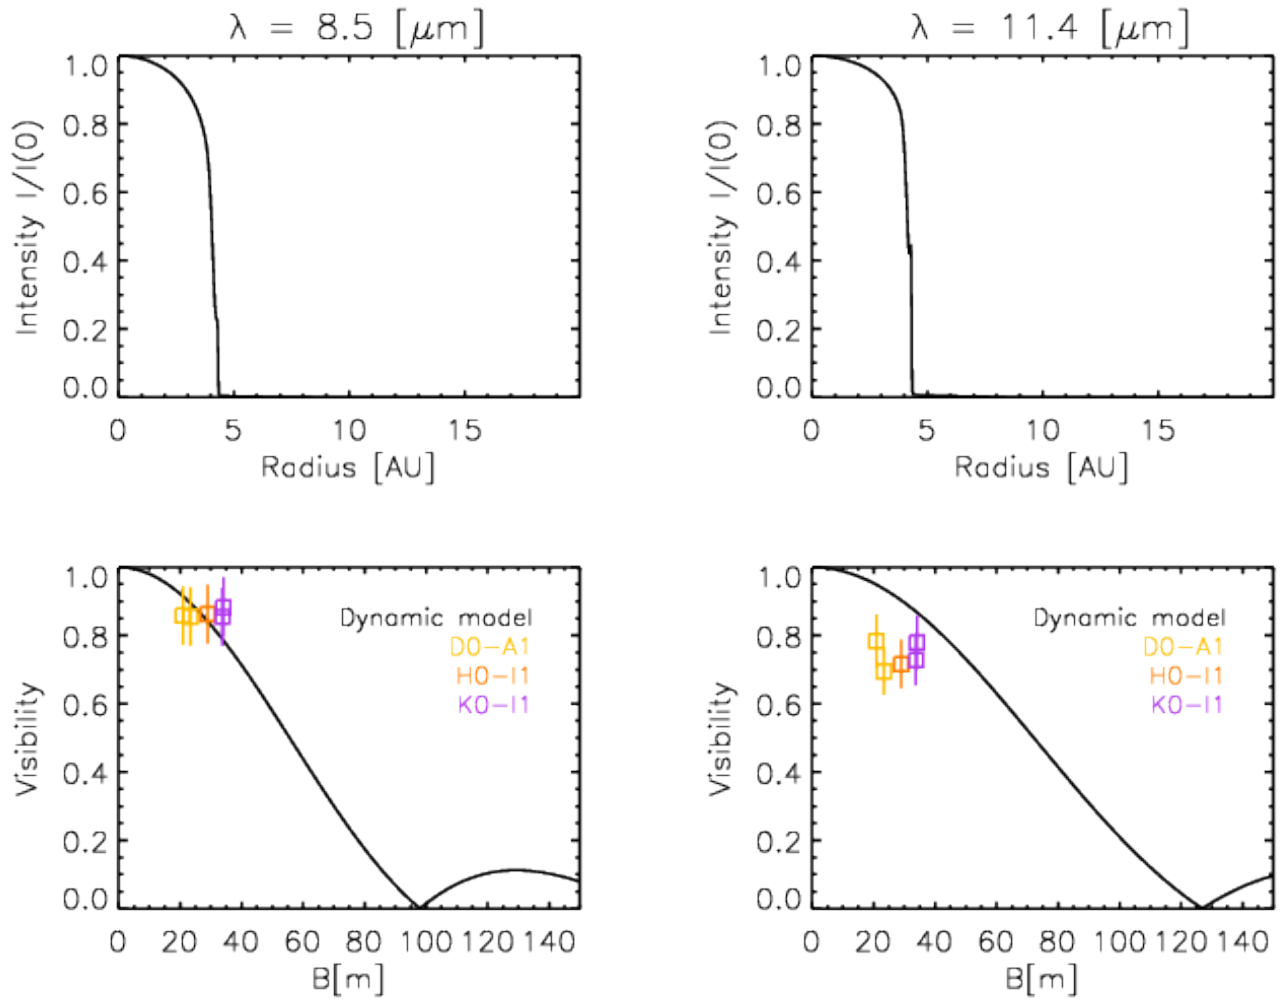 λ = 8.5 [μm]
1.0
0.8
0.6
0.4
0.2
0.0
Intensity I/I(0)
0 5 10 15
Radius [AU]
λ = 11.4 [μm]
1.0
0.8
0.6
0.4
0.2
0.0
Intensity I/I(0)
0 5 10 15
Radius [AU]
1.0
0.8
0.6
0.4
0.2
0.0
Visibility
Dynamic model
D0-A1
H0-I1
K0-I1
0 20 40 60 80 100 120 140
B[m]
1.0
0.8
0.6
0.4
0.2
0.0
Visibility
Dynamic model
D0-A1
H0-I1
K0-I1
0 20 40 60 80 100 120 140
B[m]